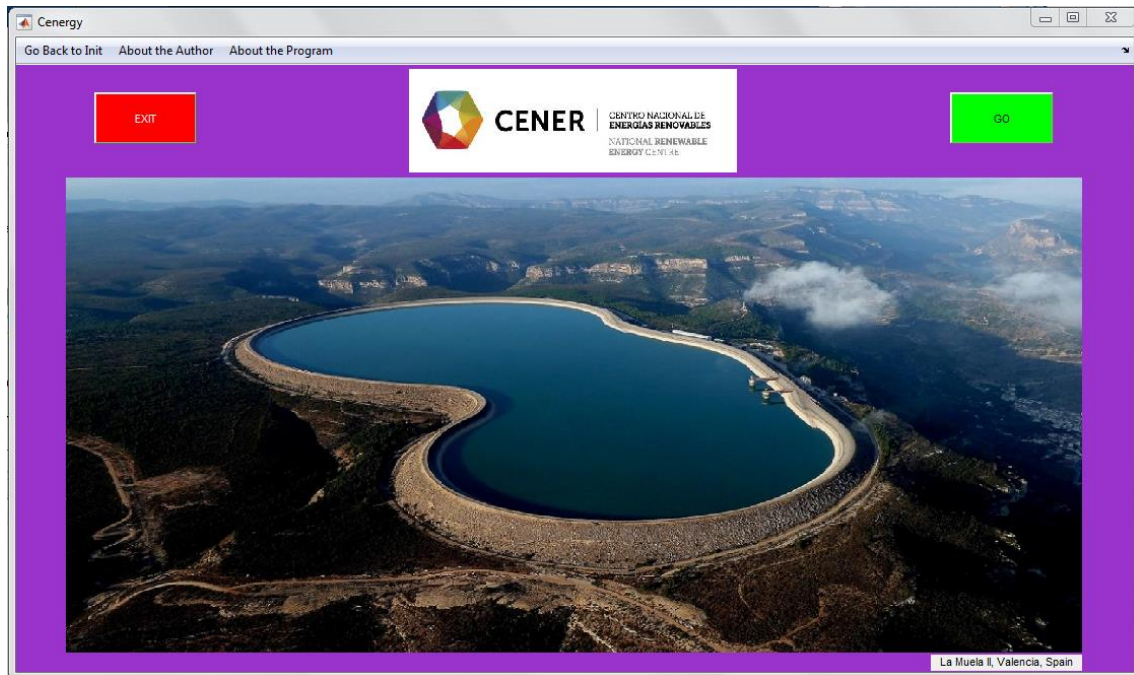 Cenergy
Go Back to Init About the Author About the Program
EXIT
CENER
CENTRO NACIONAL DE
ENERGÍAS RENOVABLES
NATIONAL RENEWABLE
ENERGY CENTRE
GO
La Muela II, Valencia, Spain